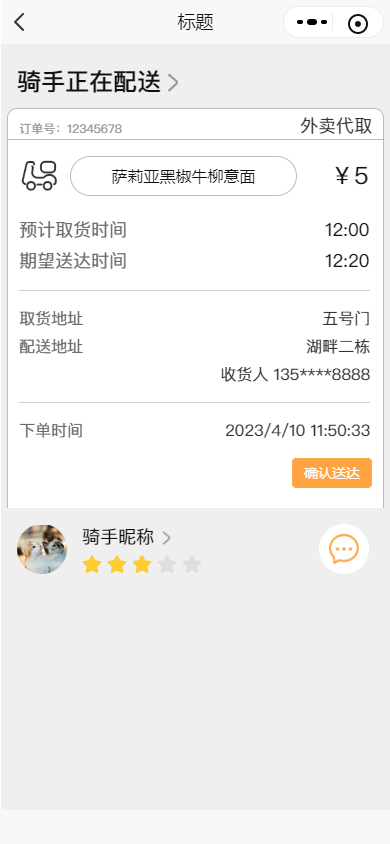 标题
骑手正在配送
订单号：12345678 外卖代取
萨莉亚黑椒牛柳意面 ￥5
预计取货时间 12:00
期望送达时间 12:20
取货地址 五号门
配送地址 湖畔二栋
收货人 135****8888
下单时间 2023/4/10 11:50:33
确认送达
骑手昵称